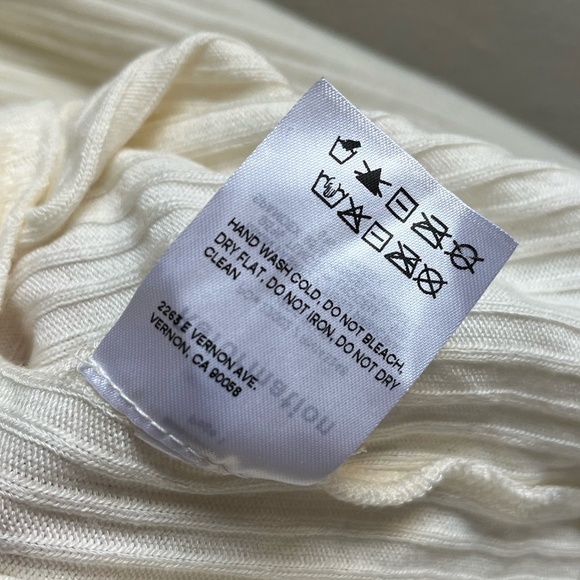 HAND WASH COLD, DO NOT BLEACH,
DRY FLAT, DO NOT IRON, DO NOT DRY
CLEAN
2263 E VERNON AVE.
VERNON, CA 90058